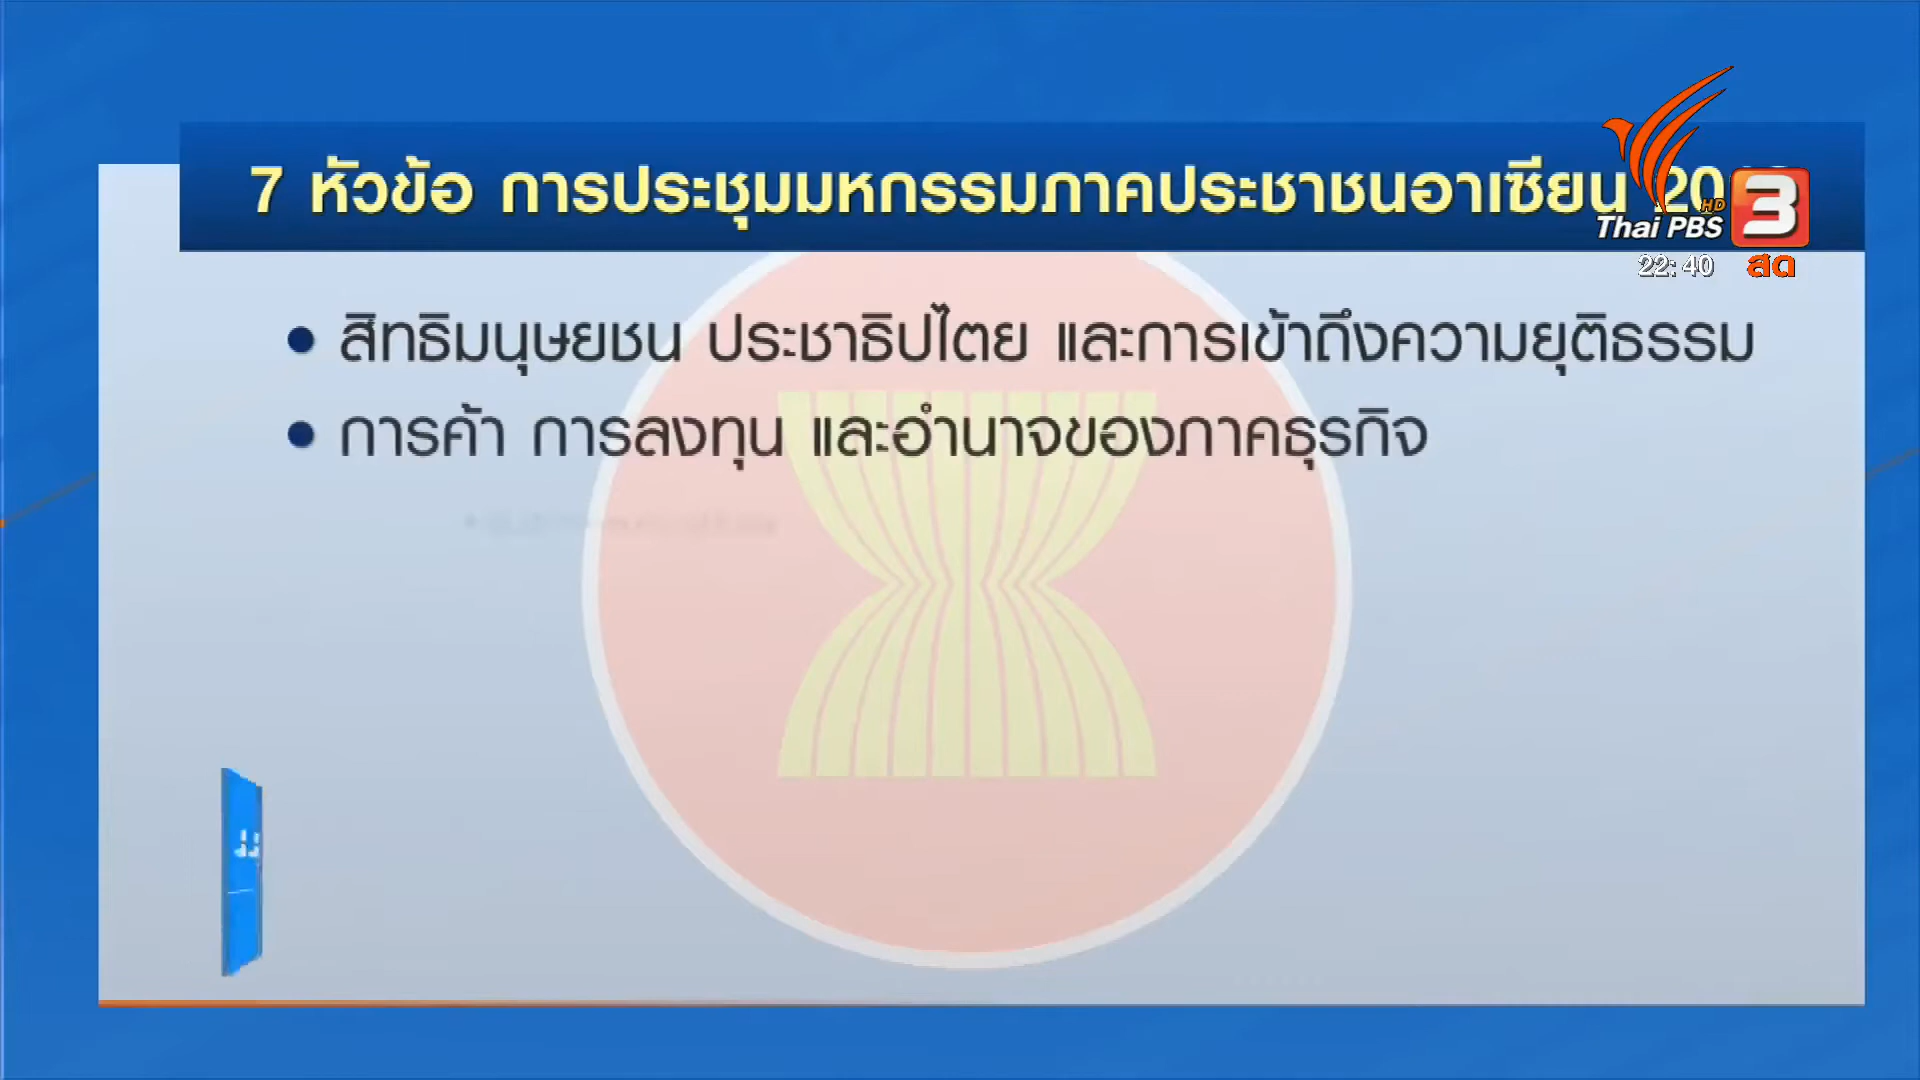 7 หัวข้อ การประชุมมหกรรมภาคประชาชนอาเซียน
Thai PBS HD 3
22:40 สด
สิทธิมนุษยชน ประชาธิปไตย และการเข้าถึงความยุติธรรม
การค้า การลงทุน และอำนาจของภาคธุรกิจ